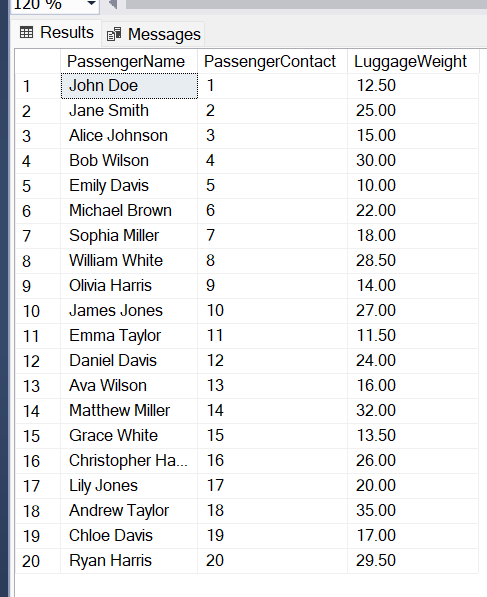 120 %
Results Messages
PassengerName PassengerContact LuggageWeight
1 John Doe 1 12.50
2 Jane Smith 2 25.00
3 Alice Johnson 3 15.00
4 Bob Wilson 4 30.00
5 Emily Davis 5 10.00
6 Michael Brown 6 22.00
7 Sophia Miller 7 18.00
8 William White 8 28.50
9 Olivia Harris 9 14.00
10 James Jones 10 27.00
11 Emma Taylor 11 11.50
12 Daniel Davis 12 24.00
13 Ava Wilson 13 16.00
14 Matthew Miller 14 32.00
15 Grace White 15 13.50
16 Christopher Ha... 16 26.00
17 Lily Jones 17 20.00
18 Andrew Taylor 18 35.00
19 Chloe Davis 19 17.00
20 Ryan Harris 20 29.50